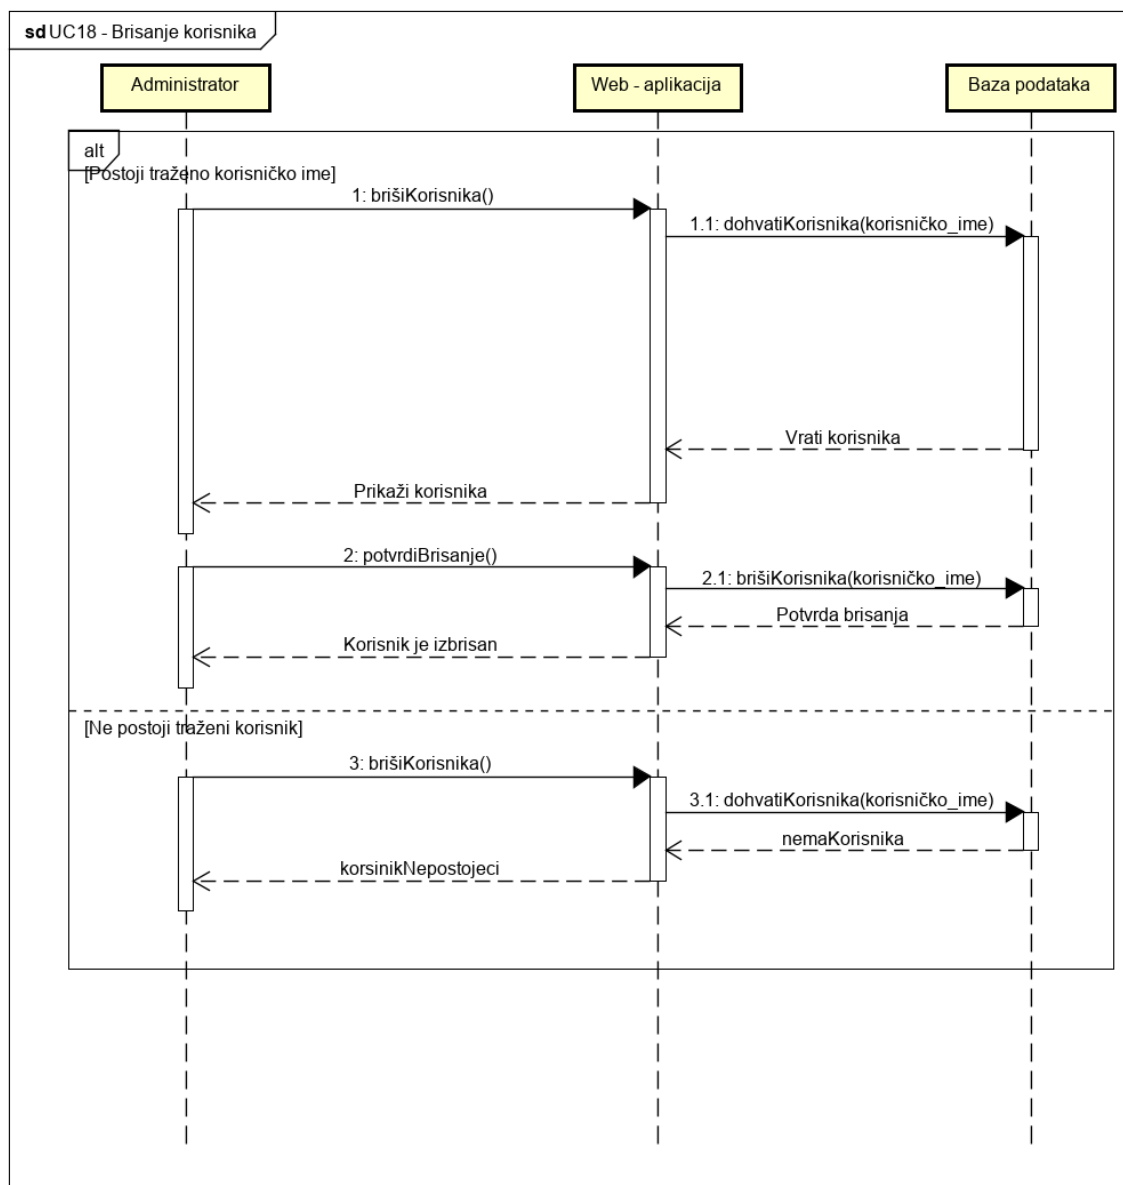 sd UC18 - Brisanje korisnika
Administrator
Web - aplikacija
Baza podataka
alt
[Postoji traženo korisničko ime]
1: brišiKorisnika()
1.1: dohvatiKorisnika(korisničko_ime)
Vrati korisnika
Prikaži korisnika
2: potvrdiBrisanje()
2.1: brišiKorisnika(korisničko_ime)
Potvrda brisanja
Korisnik je izbrisan
[Ne postoji traženi korisnik]
3: brišiKorisnika()
3.1: dohvatiKorisnika(korisničko_ime)
nemaKorisnika
korsinikNepostojeci